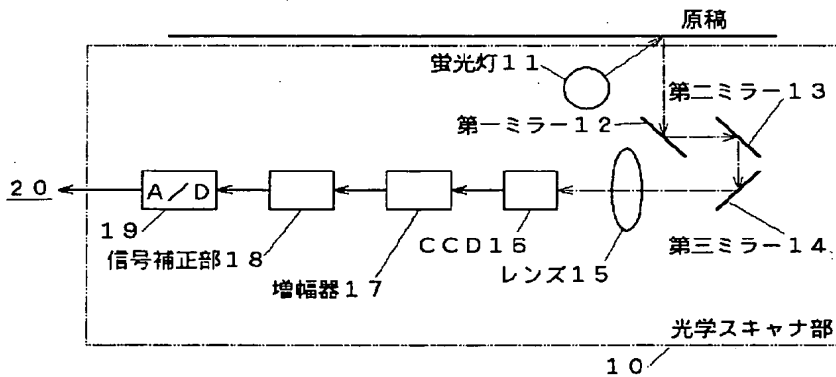 原稿
蛍光灯11
第二ミラー13
第一ミラー12
20
A/D
19
信号補正部18
増幅器17
CCD16
レンズ15
第三ミラー14
光学スキャナ部
10